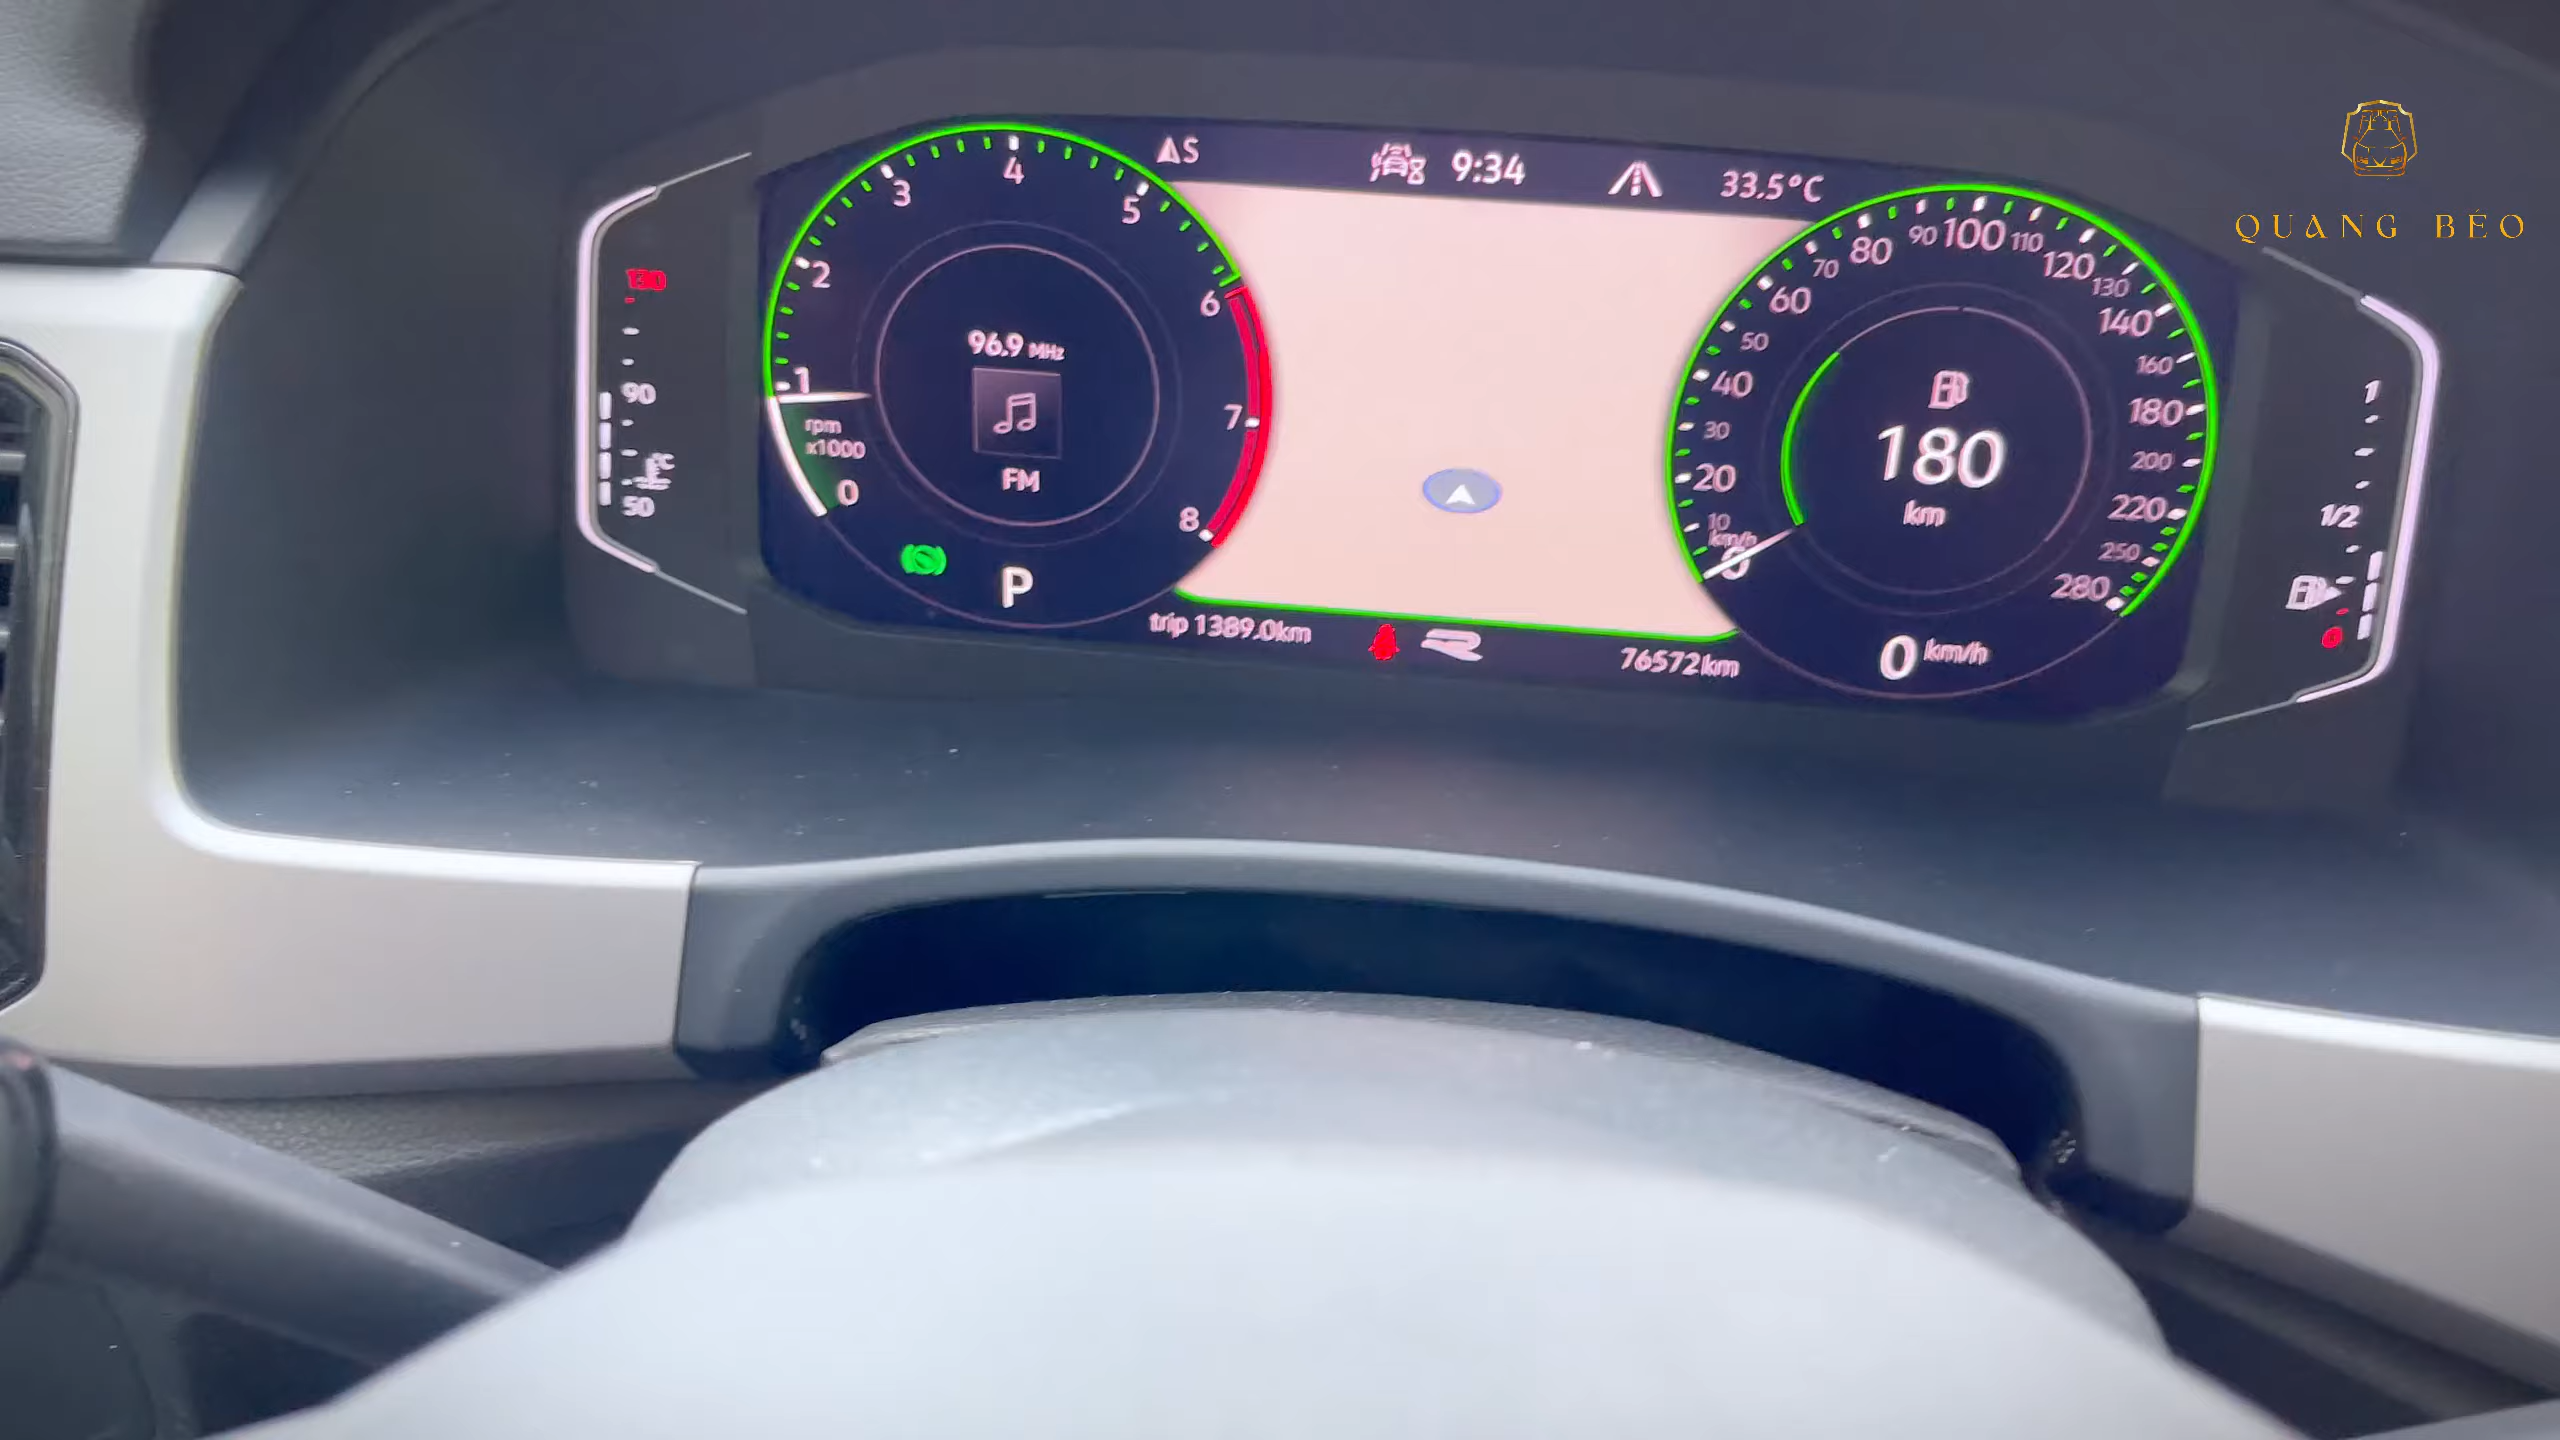 QUANG BÉO
ᗅS 9:34 33.5°C
130
90
50
°C
0 1 2 3 4 5 6 7 8
rpm
x1000
96.9 MHz
FM
P
0 10 20 30 40 50 60 70 80 90 100 110 120 130 140 160 180 200 220 250 280
km/h
180
km
0 km/h
1
1/2
0
trip 1389.0km
76572km